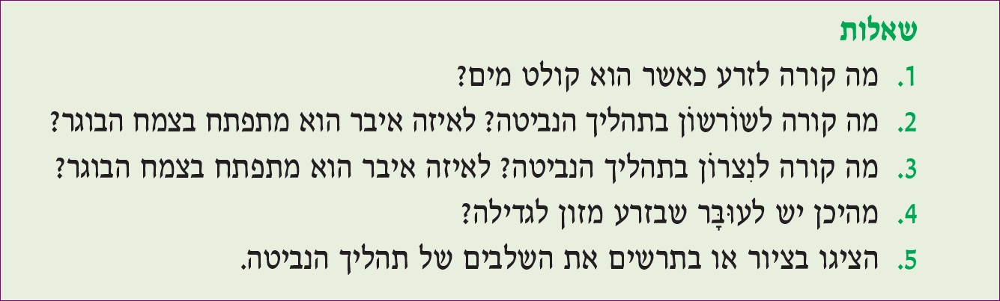 שאלות
1. מה קורה לזרע כאשר הוא קולט מים?
2. מה קורה לשוֹרשוֹן בתהליך הנביטה? לאיזה איבר הוא מתפתח בצמח הבוגר?
3. מה קורה לנִצרוֹן בתהליך הנביטה? לאיזה איבר הוא מתפתח בצמח הבוגר?
4. מהיכן יש לעוּבָּר שבזרע מזון לגדילה?
5. הציגו בציור או בתרשים את השלבים של תהליך הנביטה.